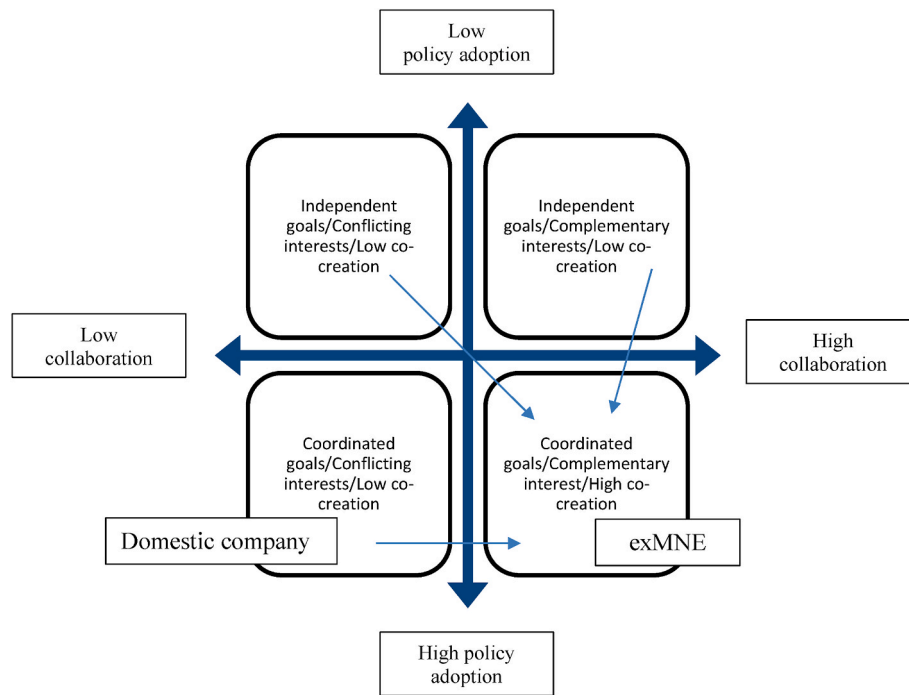 Low
policy adoption
Independent
goals/Conflicting
interests/Low co-
creation
Independent
goals/Complementary
interests/Low co-
creation
Low
collaboration
High
collaboration
Coordinated
goals/Conflicting
interests/Low co-
creation
Coordinated
goals/Complementary
interest/High co-
creation
Domestic company
exMNE
High policy
adoption